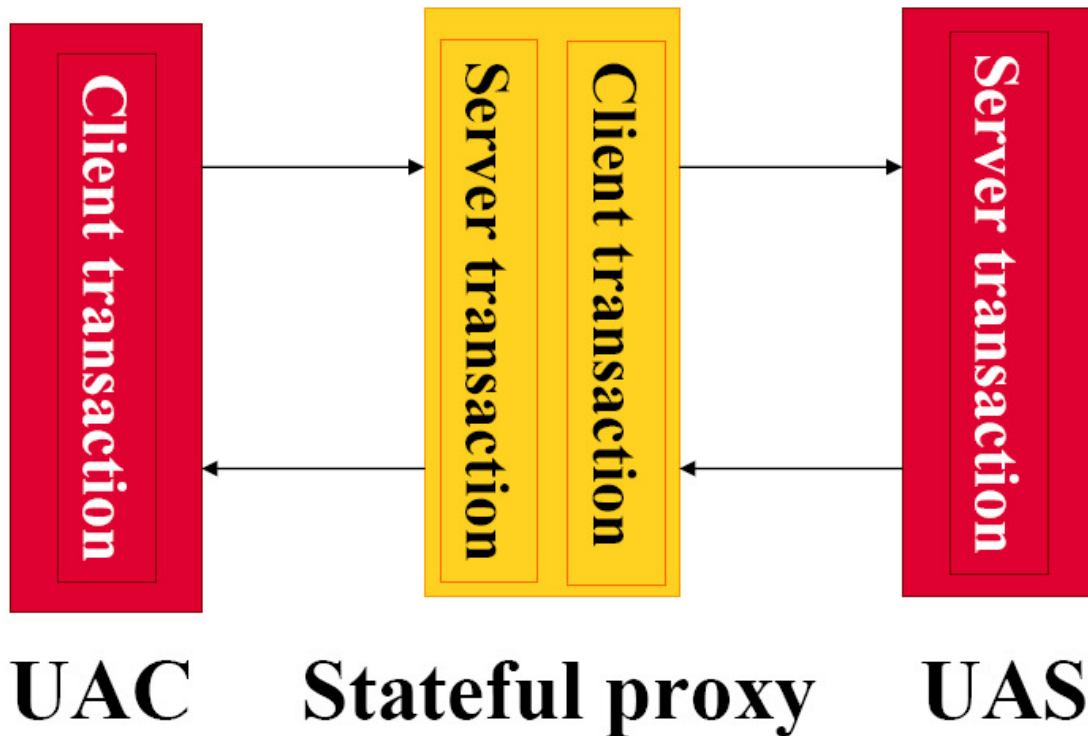 Client transaction
Server transaction
Client transaction
Server transaction
UAC
Stateful proxy
UAS